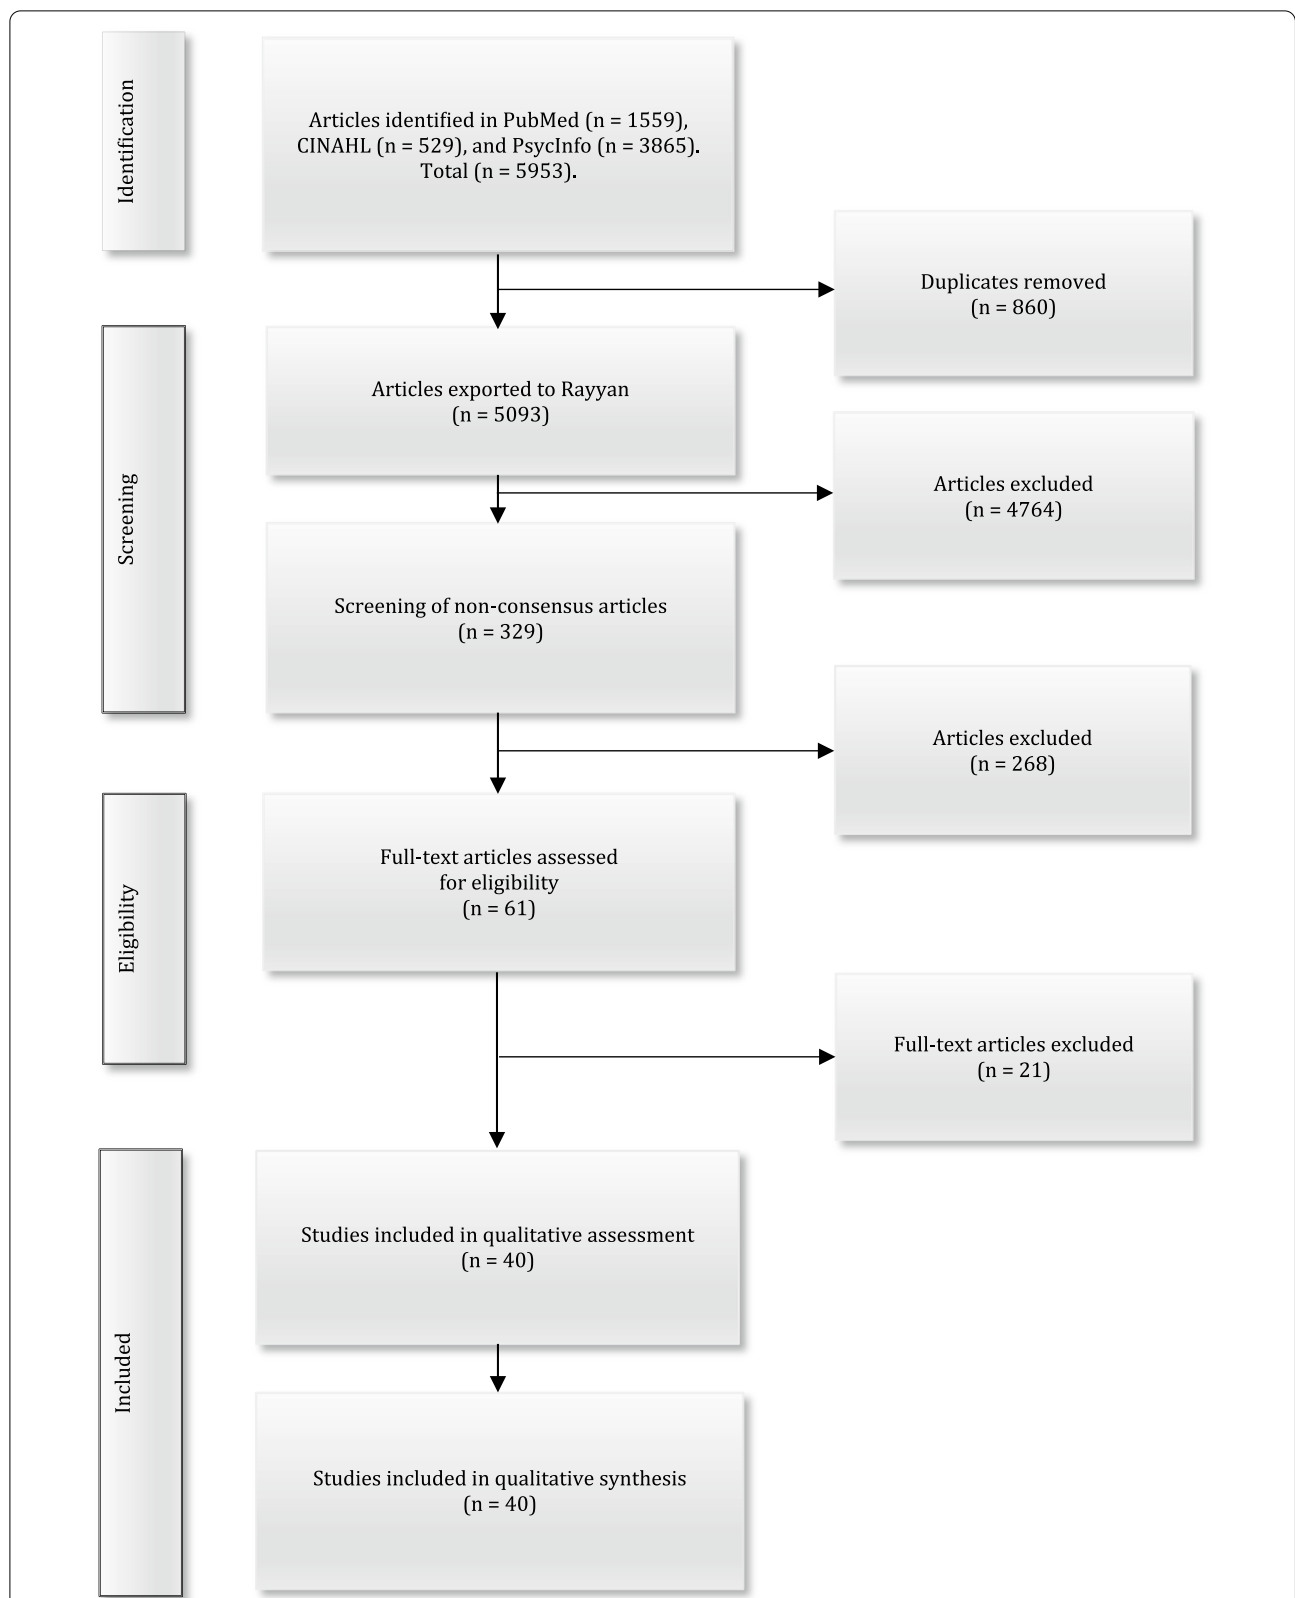 Identification
Articles identified in PubMed (n = 1559),
CINAHL (n = 529), and PsycInfo (n = 3865).
Total (n = 5953).
Duplicates removed
(n = 860)
Screening
Articles exported to Rayyan
(n = 5093)
Articles excluded
(n = 4764)
Screening of non-consensus articles
(n = 329)
Articles excluded
(n = 268)
Eligibility
Full-text articles assessed
for eligibility
(n = 61)
Full-text articles excluded
(n = 21)
Included
Studies included in qualitative assessment
(n = 40)
Studies included in qualitative synthesis
(n = 40)